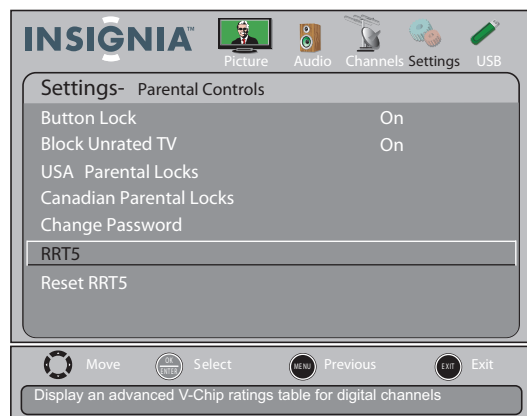 INSIGNIA™
Picture Audio Channels Settings USB
Settings- Parental Controls
Button Lock On
Block Unrated TV On
USA Parental Locks
Canadian Parental Locks
Change Password
RRT5
Reset RRT5
Move OK ENTER Select MENU Previous EXIT Exit
Display an advanced V-Chip ratings table for digital channels